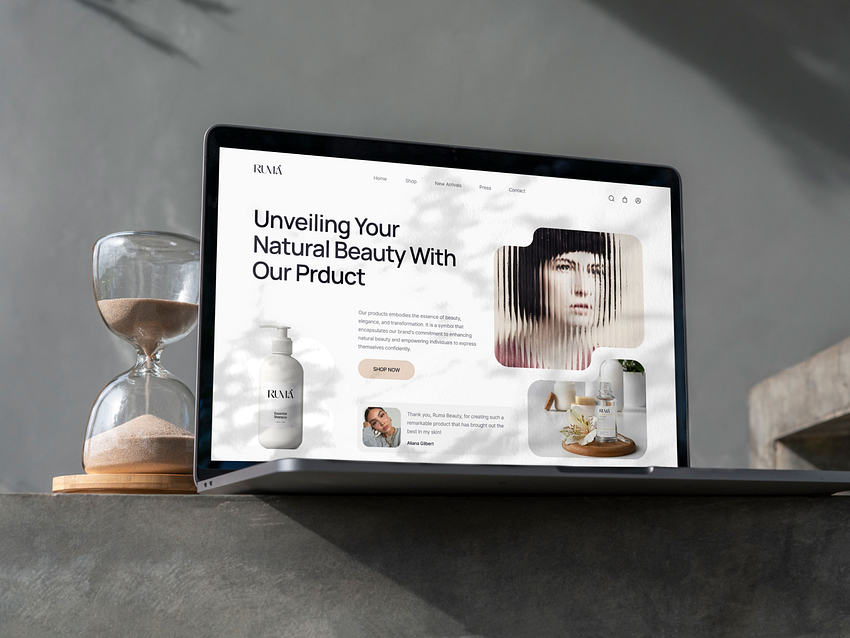 RUMÁ
Home Shop New Arrivals Press Contact
Unveiling Your
Natural Beauty With
Our Prduct
Our products embodies the essence of beauty,
elegance, and transformation. It is a symbol that
encapsulates our brand's commitment to enhancing
natural beauty and empowering individuals to express
themselves confidently.
SHOP NOW
RUMÁ
Essential
Shampoo
Thank you, Ruma Beauty, for creating such a
remarkable product that has brought out the
best in my skin!
Aliana Gilbert
RUMÁ